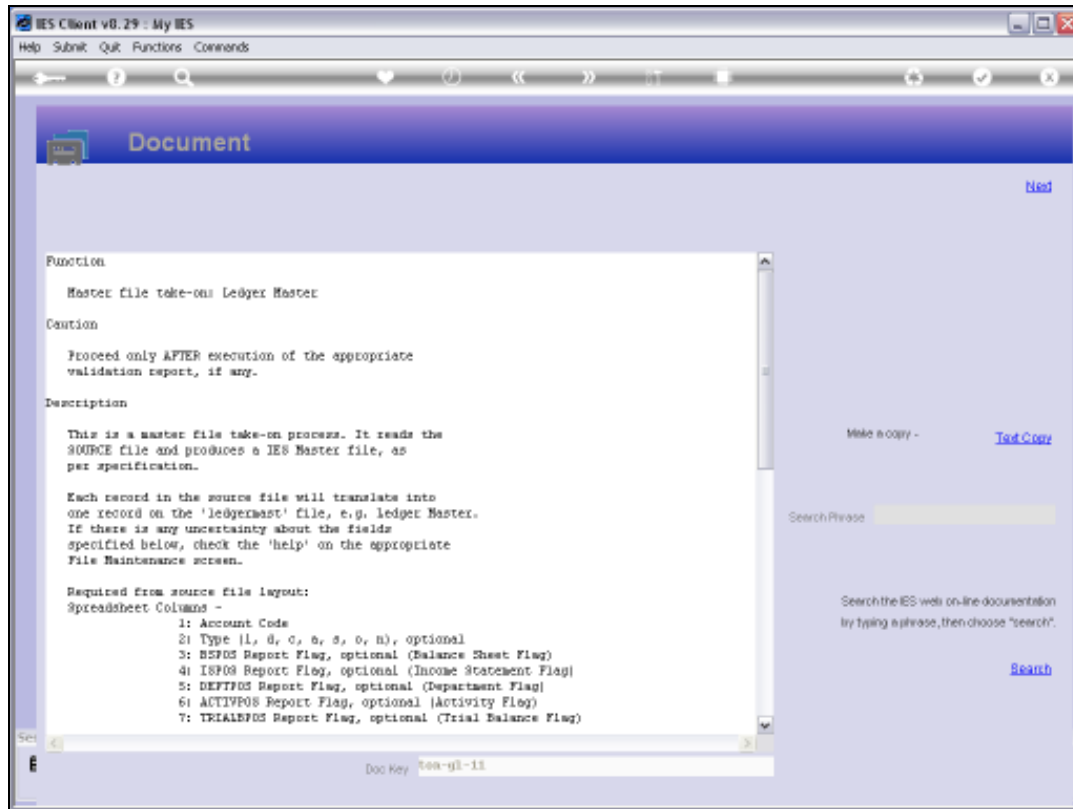 IES Client v8.29 : My IES
Help Submit Quit Functions Commands
Document
Next
Function
Master file take-on: Ledger Master
Caution
Proceed only AFTER execution of the appropriate
validation report, if any.
Description
This is a master file take-on process. It reads the
SOURCE file and produces a IES Master file, as
per specification.
Each record in the source file will translate into
one record on the 'ledgermast' file, e.g. ledger Master.
If there is any uncertainty about the fields
specified below, check the 'help' on the appropriate
File Maintenance screen.
Required from source file layout:
Spreadsheet Columns -
1: Account Code
2: Type (l, d, c, a, s, o, n), optional
3: BSPOS Report Flag, optional (Balance Sheet Flag)
4: ISPOS Report Flag, optional (Income Statement Flag)
5: DEPTPOS Report Flag, optional (Department Flag)
6: ACTIVPOS Report Flag, optional (Activity Flag)
7: TRIALBPOS Report Flag, optional (Trial Balance Flag)
Make a copy -
Text Copy
Search Phrase
Search the IES web on-line documentation
by typing a phrase, then choose "search".
Search
Doc Key
ton-gl-11